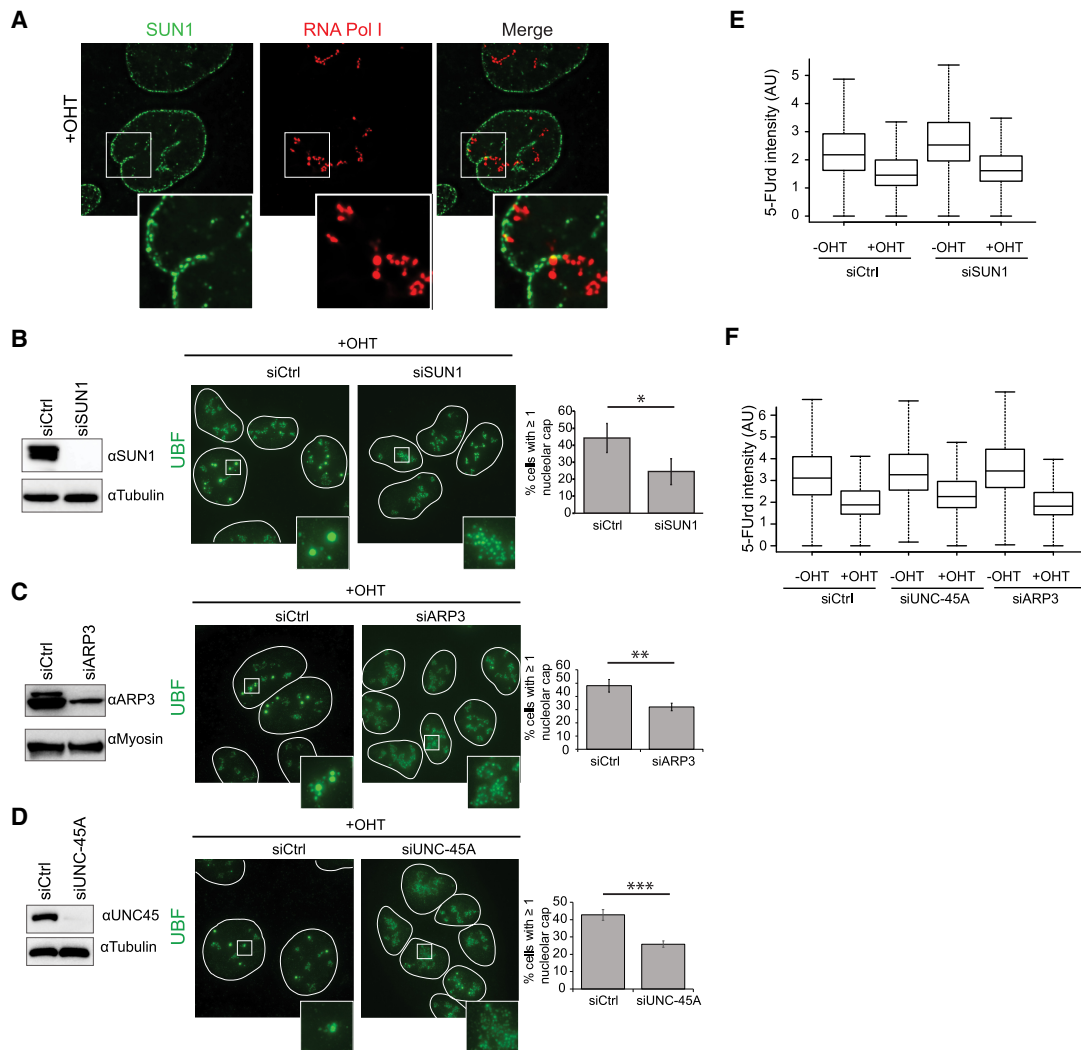 A
SUN1
RNA Pol I
Merge
+OHT
B
+OHT
siCtrl
siSUN1
siCtrl
siSUN1
αSUN1
αTubulin
UBF
% cells with ≥ 1
nucleolar cap
60
50
40
30
20
10
0
*
siCtrl
siSUN1
C
+OHT
siCtrl
siARP3
siCtrl
siARP3
αARP3
αMyosin
UBF
% cells with ≥ 1
nucleolar cap
60
50
40
30
20
10
0
**
siCtrl
siARP3
D
+OHT
siCtrl
siUNC-45A
siCtrl
siUNC-45A
αUNC45
αTubulin
UBF
% cells with ≥ 1
nucleolar cap
50
40
30
20
10
0
***
siCtrl
siUNC-45A
E
5-FUrd intensity (AU)
5
4
3
2
1
0
-OHT +OHT -OHT +OHT
siCtrl siSUN1
F
5-FUrd intensity (AU)
6
5
4
3
2
1
0
-OHT +OHT -OHT +OHT -OHT +OHT
siCtrl siUNC-45A siARP3